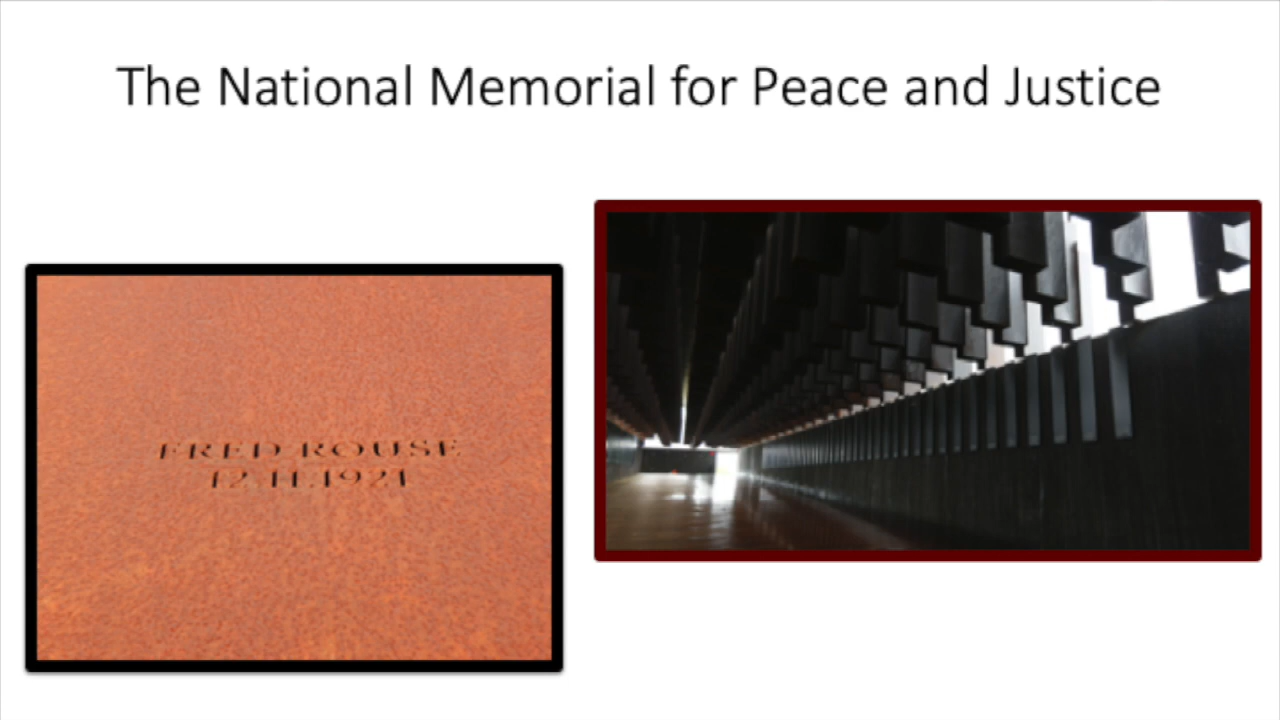 The National Memorial for Peace and Justice
FRED ROUSE
12.11.1921